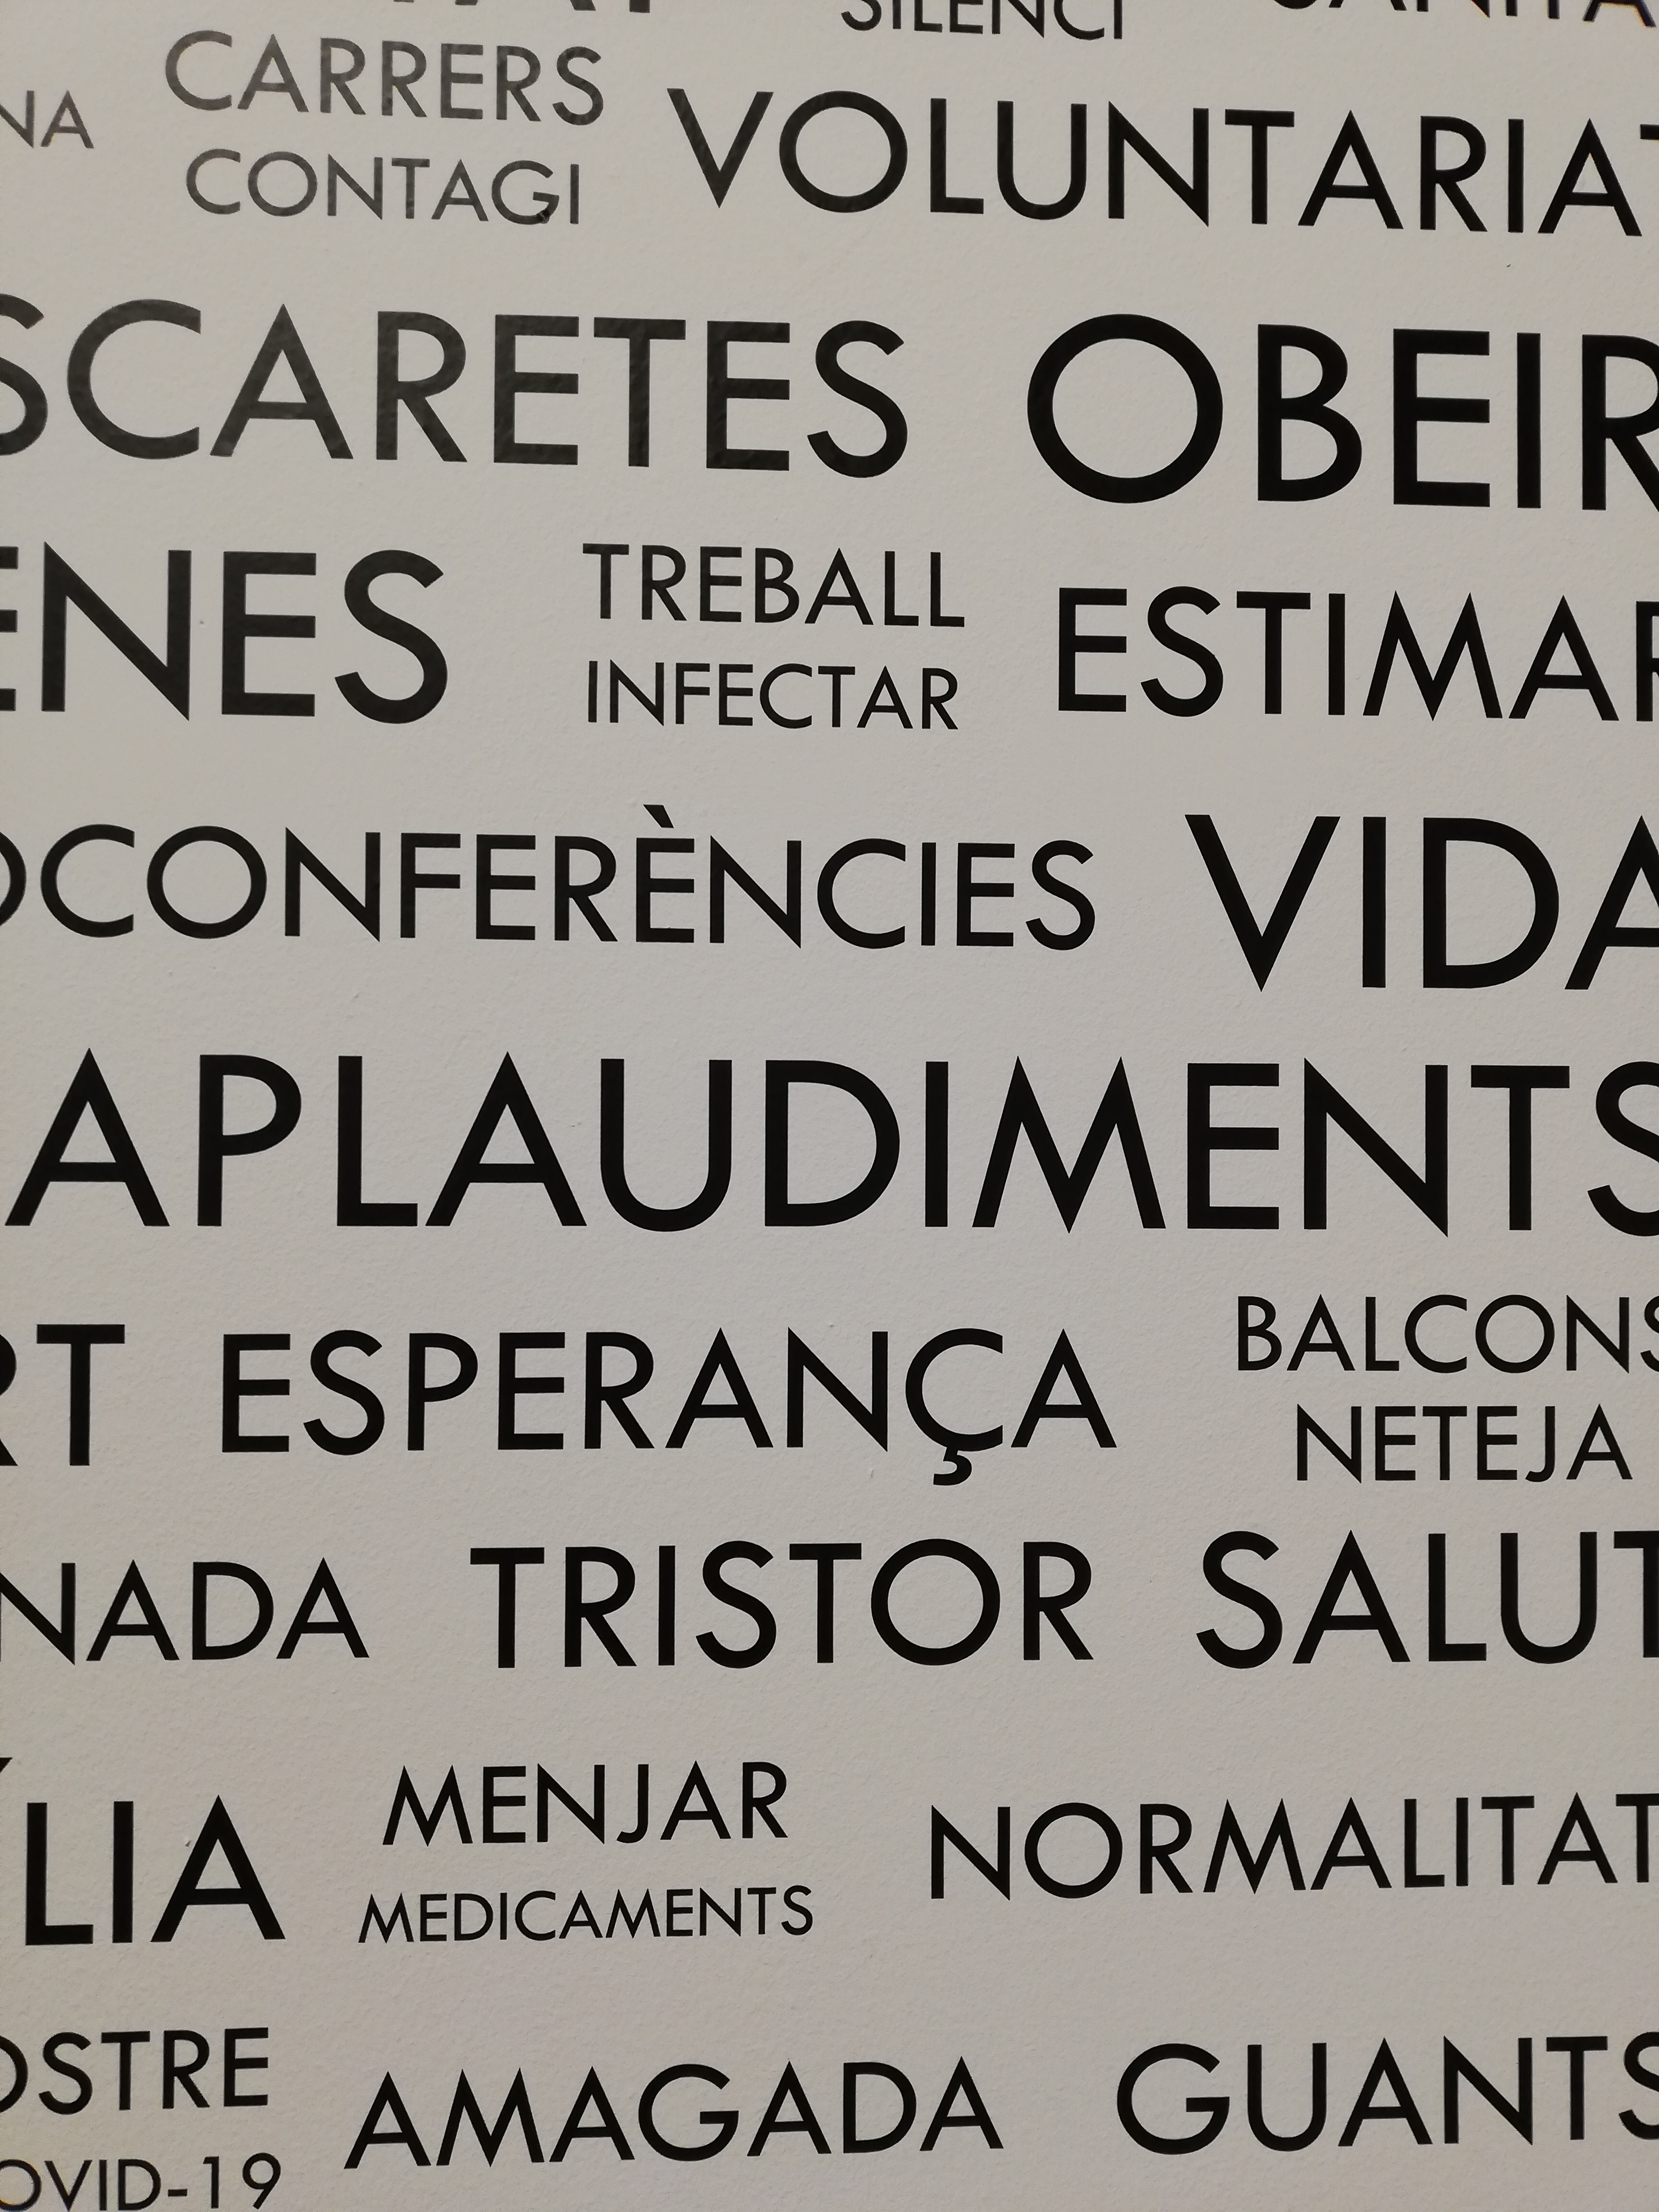 SILENCI
CARRERS
CONTAGI
VOLUNTARIAT
SCARETES OBEIR
ENES
TREBALL
INFECTAR
ESTIMAR
OCONFERÈNCIES VIDA
APLAUDIMENTS
RT ESPERANÇA
BALCONS
NETEJA
NADA TRISTOR SALUT
LIA
MENJAR
MEDICAMENTS
NORMALITAT
OSTRE
OVID-19
AMAGADA GUANTS